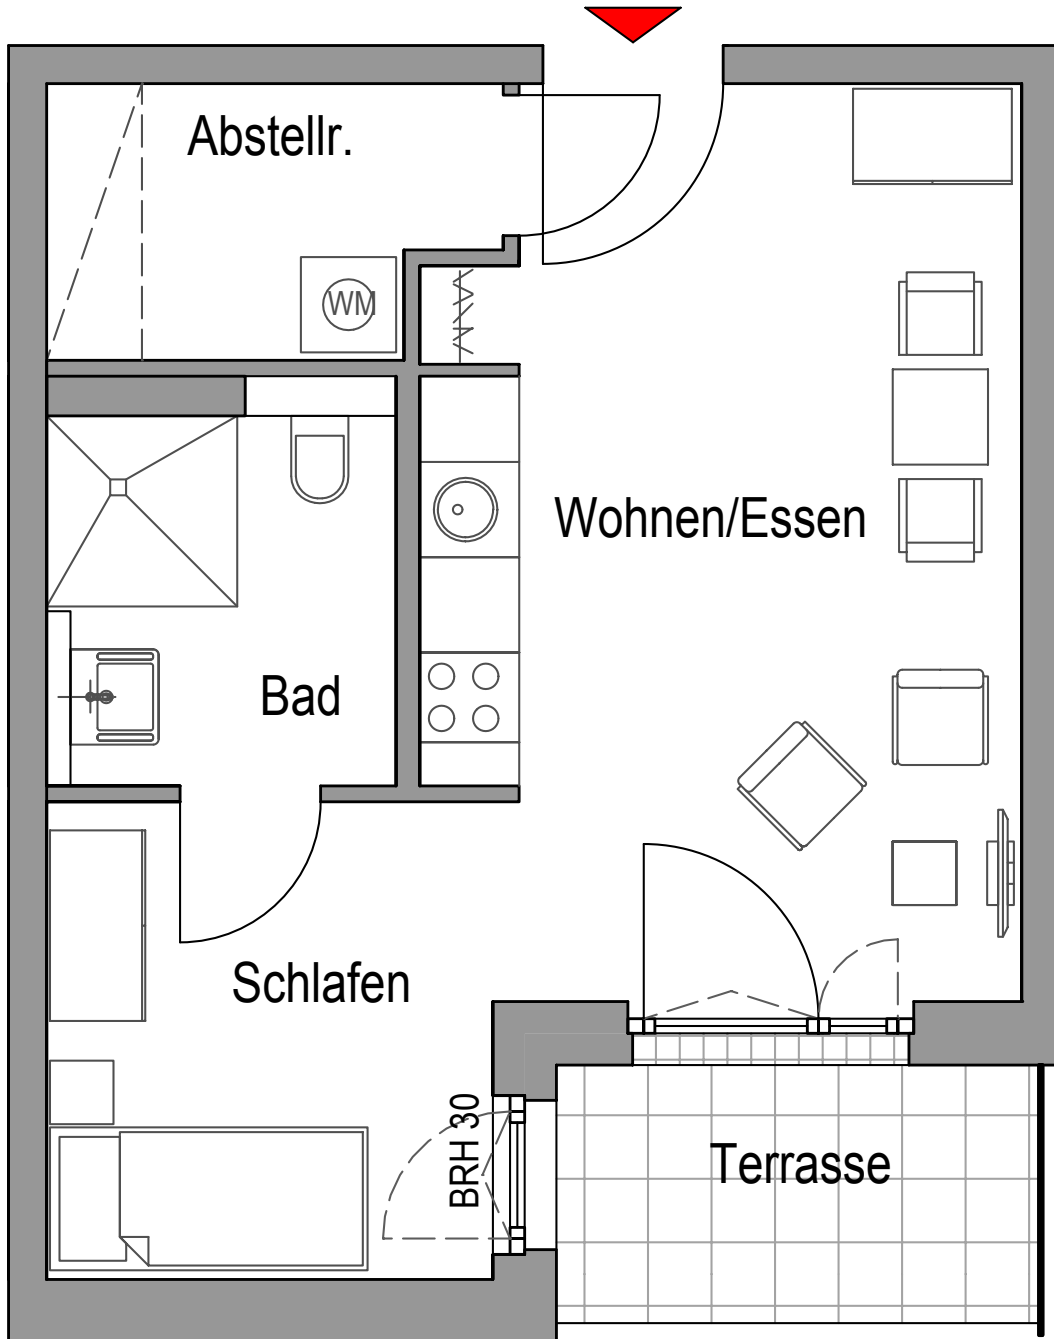 Abstellr.
WM
Wohnen/Essen
Bad
Schlafen
BRH 30
Terrasse